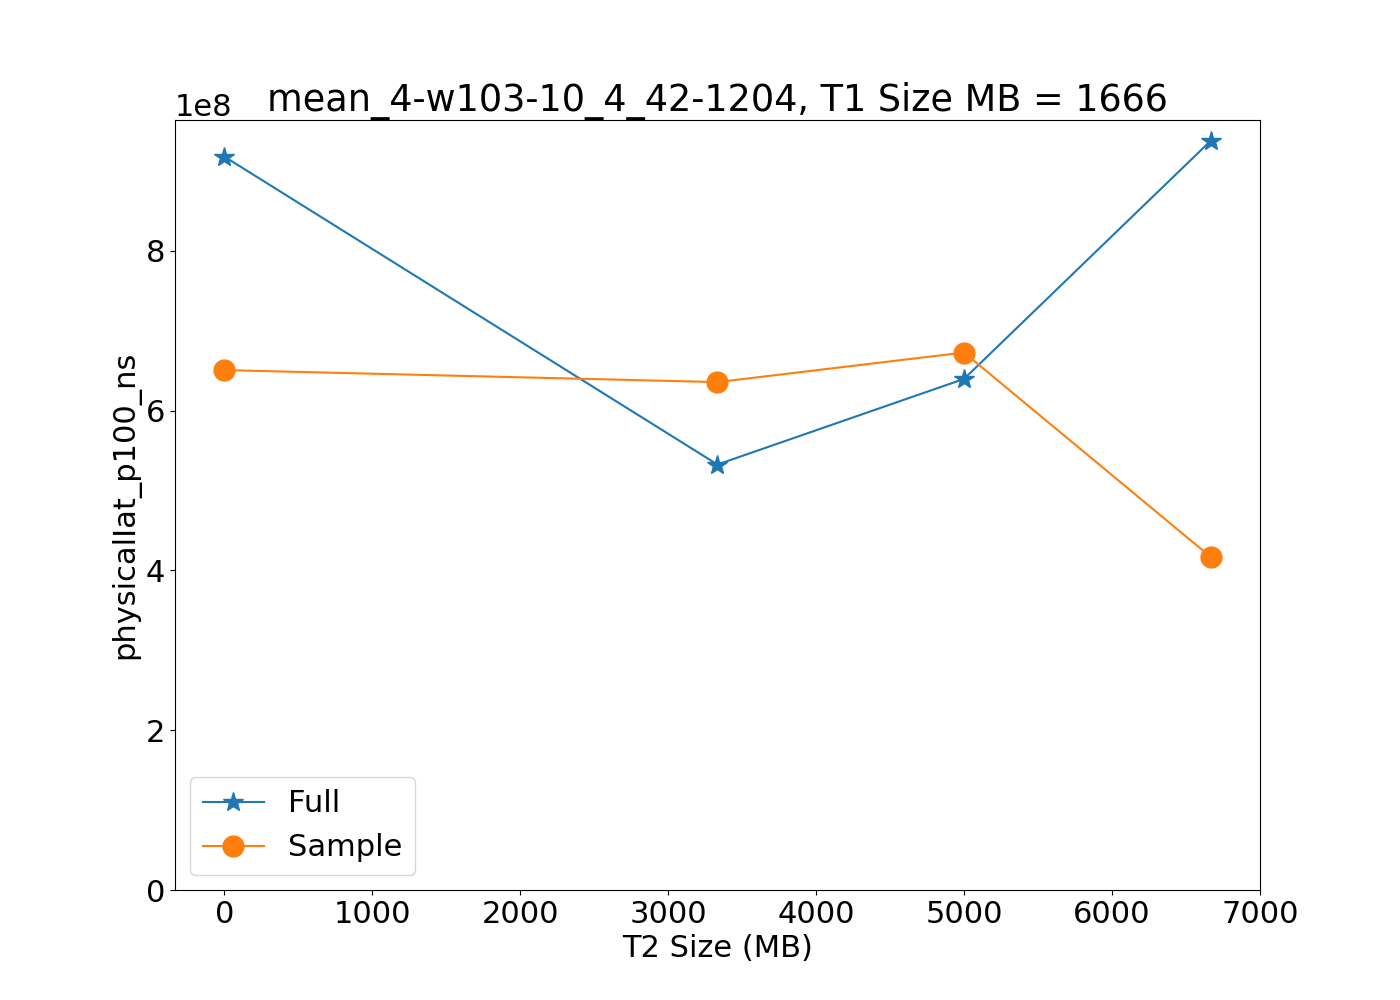 1e8
mean_4-w103-10_4_42-1204, T1 Size MB = 1666
physicallat_p100_ns
8
6
4
2
0
Full
Sample
0 1000 2000 3000 4000 5000 6000 7000
T2 Size (MB)